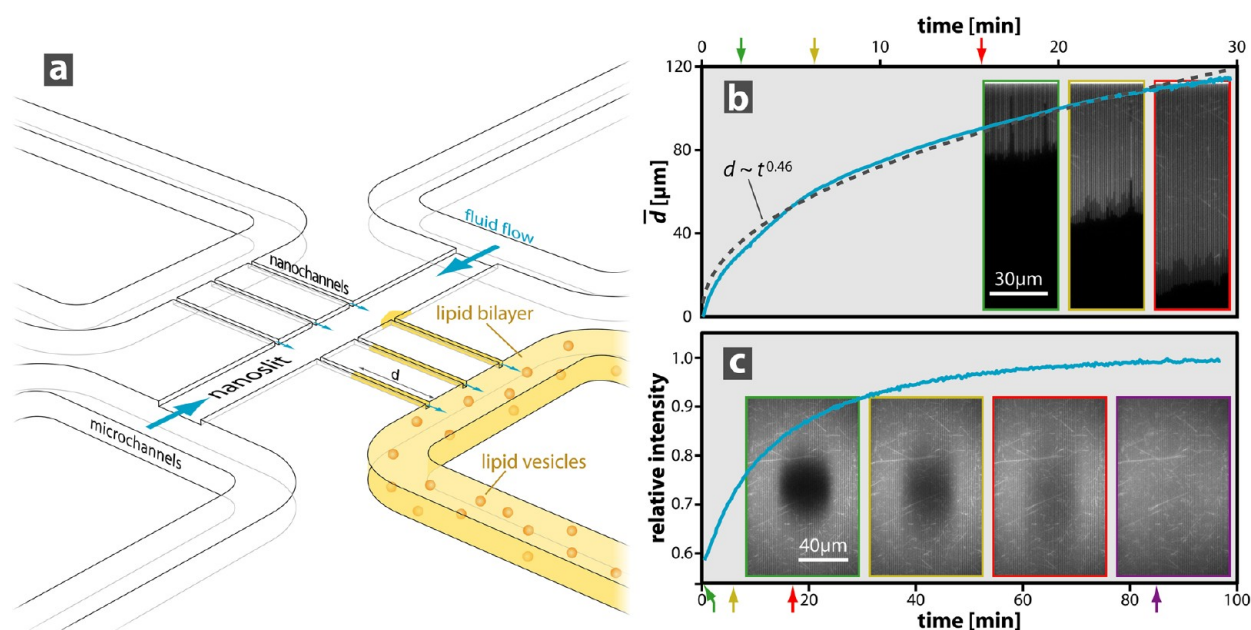 a
nanochannels
fluid flow
lipid bilayer
nanoslit
d
microchannels
lipid vesicles
time [min]
0 10 20 30
b
120
80
40
0
d̅ [µm]
d ~ t^0.46
30µm
c
1.0
0.9
0.8
0.7
0.6
relative intensity
40µm
0 20 40 60 80 100
time [min]